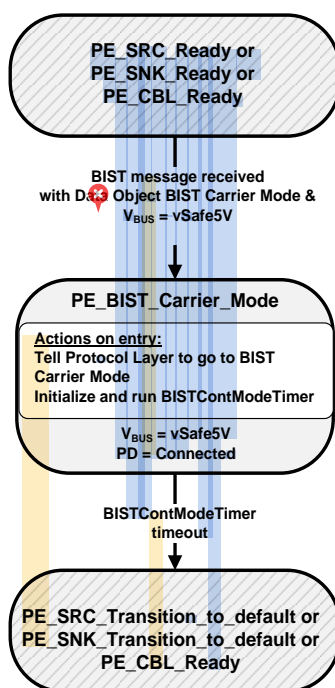 PE_SRC_Ready or
PE_SNK_Ready or
PE_CBL_Ready
BIST message received
with Data Object BIST Carrier Mode &
VBUS = vSafe5V
PE_BIST_Carrier_Mode
Actions on entry:
Tell Protocol Layer to go to BIST
Carrier Mode
Initialize and run BISTContModeTimer
VBUS = vSafe5V
PD = Connected
BISTContModeTimer
timeout
PE_SRC_Transition_to_default or
PE_SNK_Transition_to_default or
PE_CBL_Ready